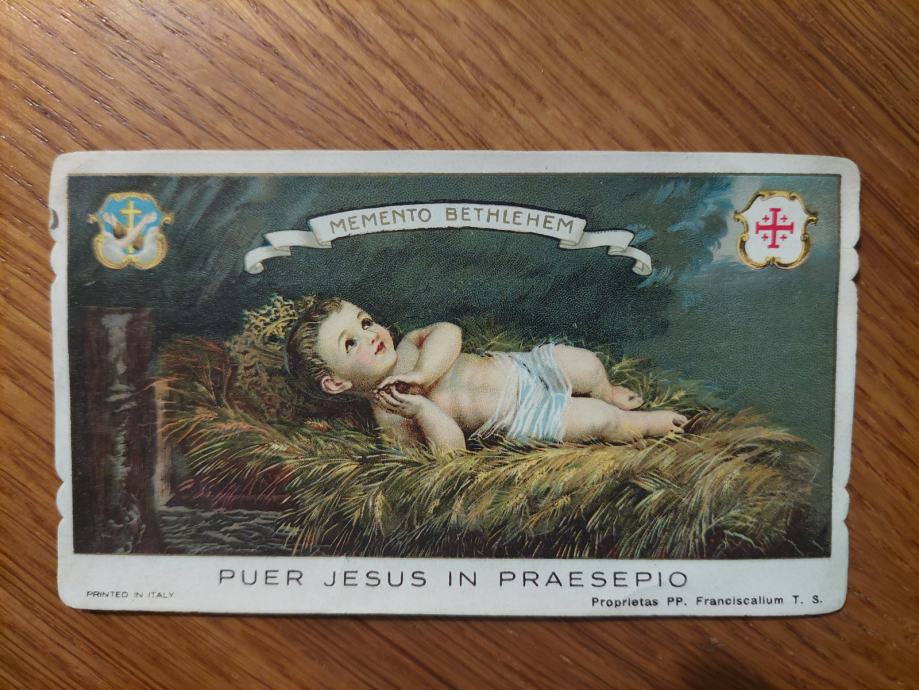 MEMENTO BETHLEHEM
PUER JESUS IN PRAESEPIO
PRINTED IN ITALY
Proprietas PP. Franciscalium T. S.